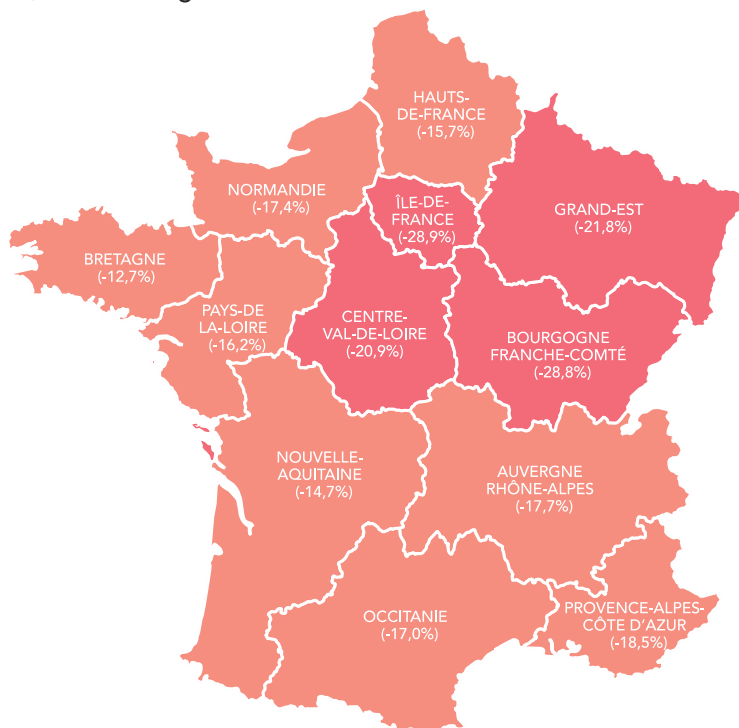 HAUTS-
DE-FRANCE
(-15,7%)
NORMANDIE
(-17,4%)
ÎLE-DE-
FRANCE
(-28,9%)
GRAND-EST
(-21,8%)
BRETAGNE
(-12,7%)
PAYS-DE
LA-LOIRE
(-16,2%)
CENTRE-
VAL-DE-LOIRE
(-20,9%)
BOURGOGNE
FRANCHE-COMTÉ
(-28,8%)
NOUVELLE-
AQUITAINE
(-14,7%)
AUVERGNE
RHÔNE-ALPES
(-17,7%)
OCCITANIE
(-17,0%)
PROVENCE-ALPES-
CÔTE D'AZUR
(-18,5%)